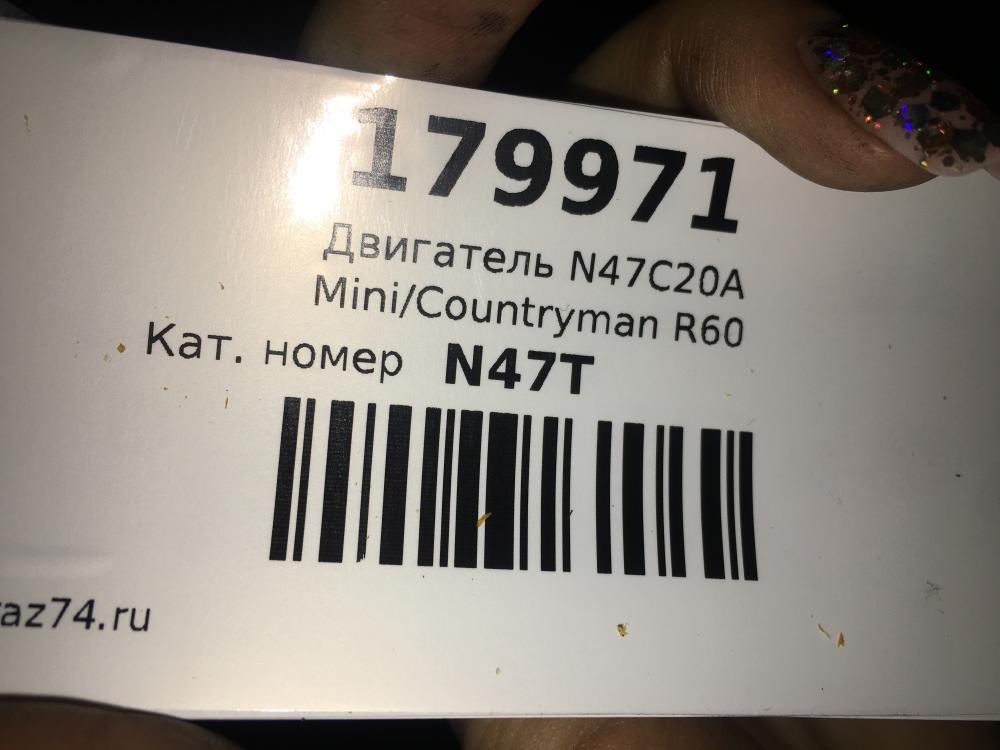 179971
Двигатель N47C20A
Mini/Countryman R60
Кат. номер N47T
az74.ru